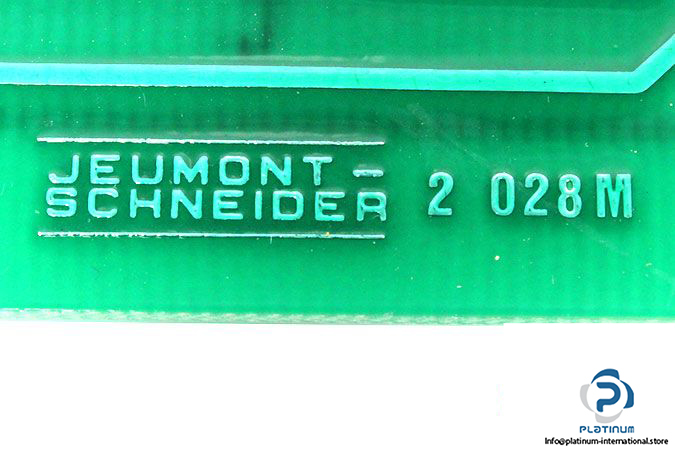 JEUMONT-
SCHNEIDER 2 028M
PLATINUM
Info@platinum-international.store